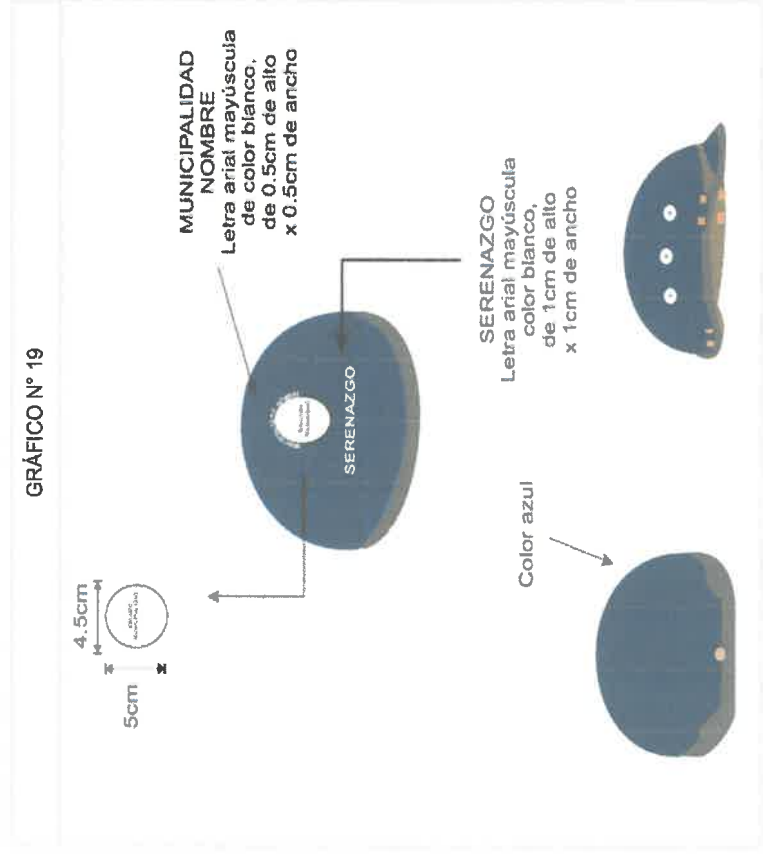 GRÁFICO Nº 19
4.5cm
5cm
MUNICIPALIDAD
NOMBRE
Letra arial mayúscula
de color blanco,
de 0.5cm de alto
x 0.5cm de ancho
SERENAZGO
SERENAZGO
Letra arial mayúscula
color blanco,
de 1cm de alto
x 1cm de ancho
Color azul